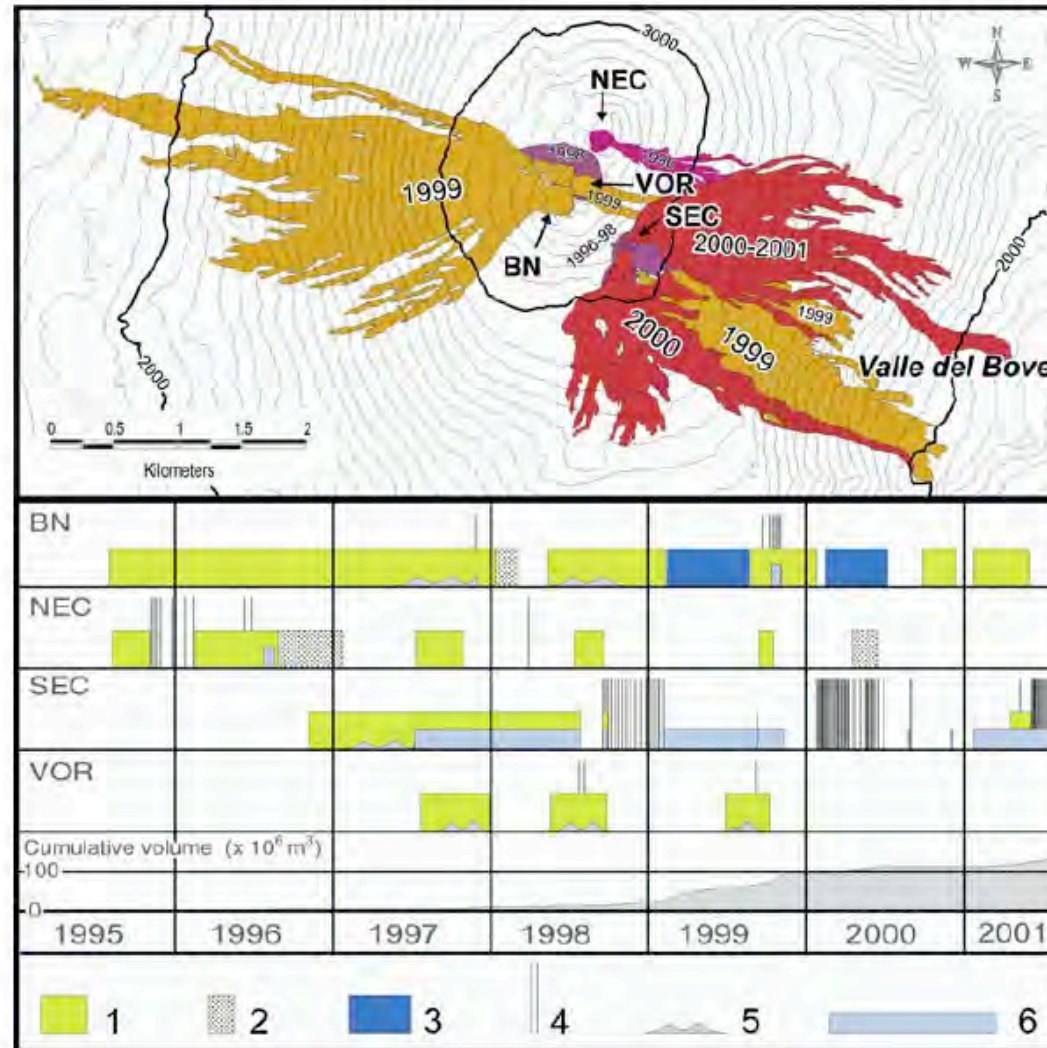 3000
N
W E
S
NEC
1999
VOR
1999
SEC
1996-98
BN
2000-2001
1999
2000
1999
2000
2000
Valle del Bove
0 0.5 1 1.5 2
Kilometers
BN
NEC
SEC
VOR
Cumulative volume (x 10⁶ m³)
100
0
1995 1996 1997 1998 1999 2000 2001
1 2 3 4 5 6